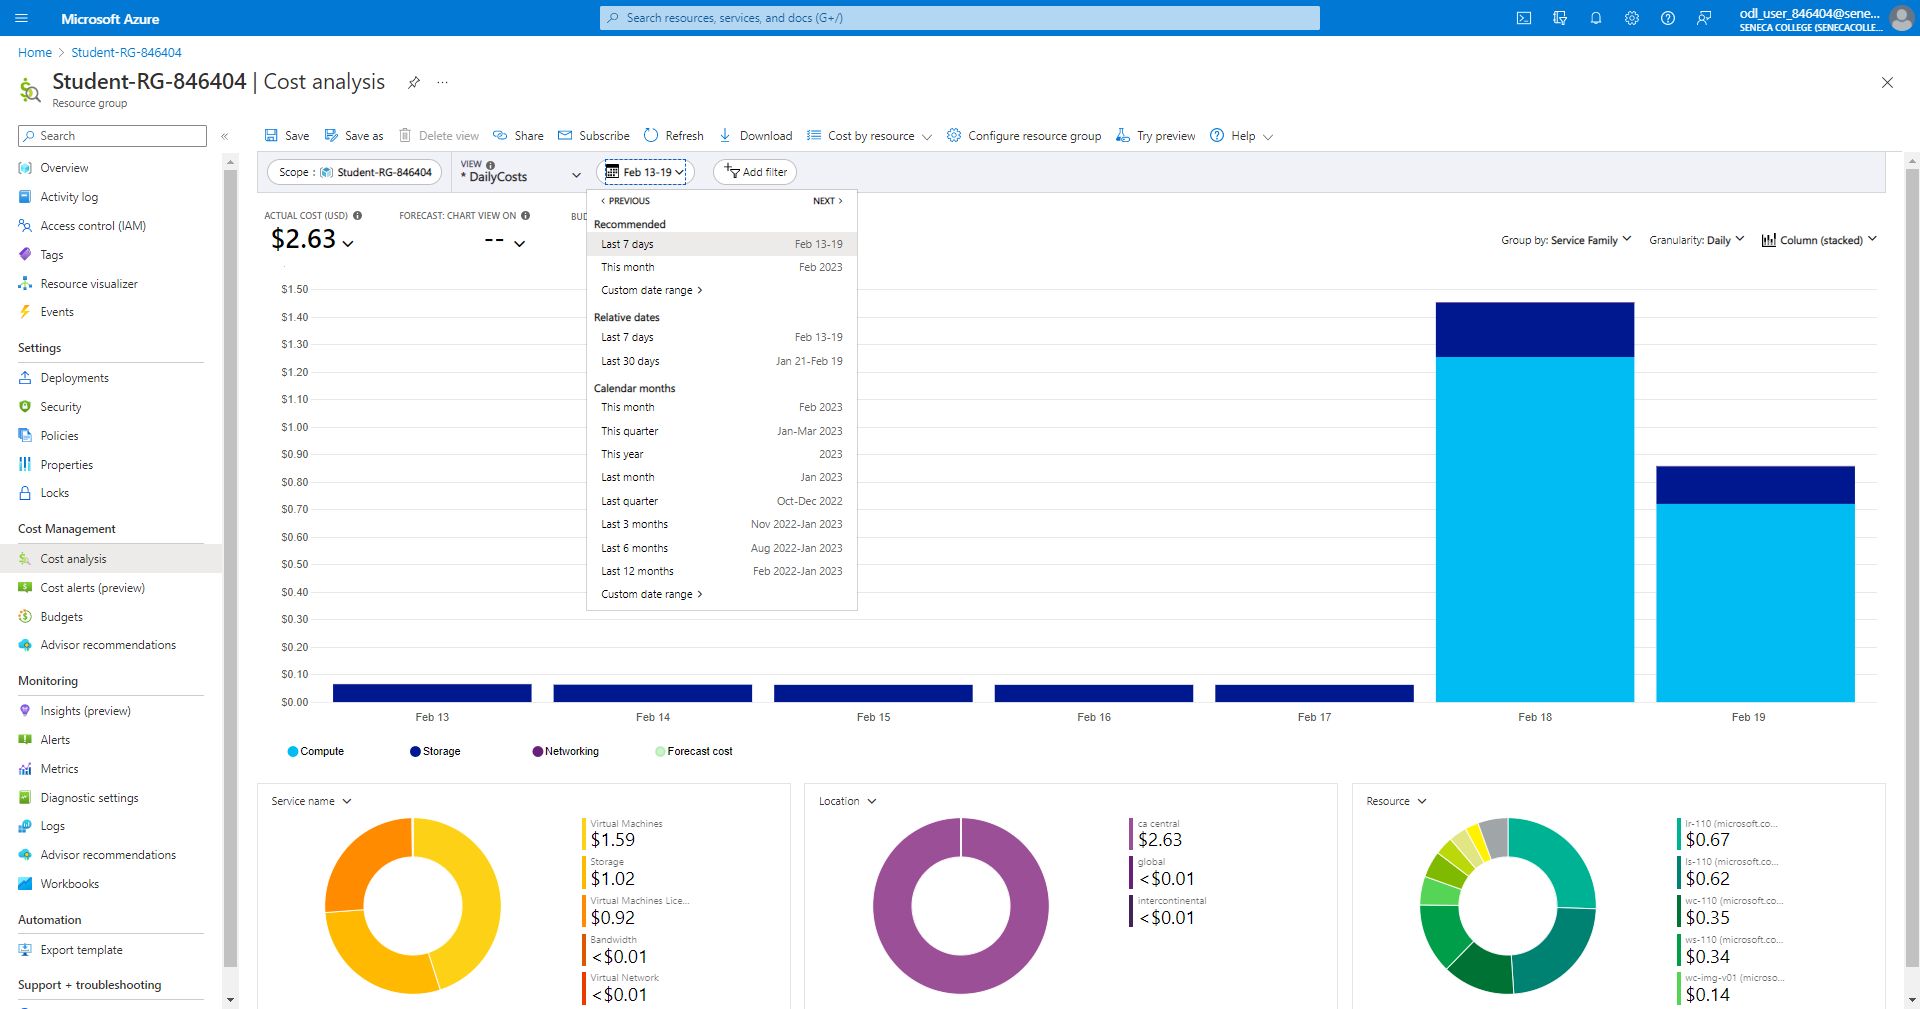 Microsoft Azure
Search resources, services, and docs (G+/)
odl_user_846404@sene...
SENECA COLLEGE (SENECACOLLE...
Home > Student-RG-846404
Student-RG-846404 | Cost analysis
Resource group
Search
Overview
Activity log
Access control (IAM)
Tags
Resource visualizer
Events
Settings
Deployments
Security
Policies
Properties
Locks
Cost Management
Cost analysis
Cost alerts (preview)
Budgets
Advisor recommendations
Monitoring
Insights (preview)
Alerts
Metrics
Diagnostic settings
Logs
Advisor recommendations
Workbooks
Automation
Export template
Support + troubleshooting
Save Save as Delete view Share Subscribe Refresh Download Cost by resource Configure resource group Try preview Help
Scope : Student-RG-846404
VIEW
* DailyCosts
Feb 13-19
Add filter
ACTUAL COST (USD)
$2.63
FORECAST: CHART VIEW ON
--
BU
< PREVIOUS NEXT >
Recommended
Last 7 days Feb 13-19
This month Feb 2023
Custom date range >
Relative dates
Last 7 days Feb 13-19
Last 30 days Jan 21-Feb 19
Calendar months
This month Feb 2023
This quarter Jan-Mar 2023
This year 2023
Last month Jan 2023
Last quarter Oct-Dec 2022
Last 3 months Nov 2022-Jan 2023
Last 6 months Aug 2022-Jan 2023
Last 12 months Feb 2022-Jan 2023
Custom date range >
Group by: Service Family Granularity: Daily Column (stacked)
$1.50
$1.40
$1.30
$1.20
$1.10
$1.00
$0.90
$0.80
$0.70
$0.60
$0.50
$0.40
$0.30
$0.20
$0.10
$0.00
Feb 13 Feb 14 Feb 15 Feb 16 Feb 17 Feb 18 Feb 19
Compute Storage Networking Forecast cost
Service name
Virtual Machines
$1.59
Storage
$1.02
Virtual Machines Lice...
$0.92
Bandwidth
<$0.01
Virtual Network
<$0.01
Location
ca central
$2.63
global
<$0.01
intercontinental
<$0.01
Resource
lr-110 (microsoft.co...
$0.67
ls-110 (microsoft.co...
$0.62
wc-110 (microsoft.co...
$0.35
ws-110 (microsoft.co...
$0.34
wc-img-v01 (microso...
$0.14